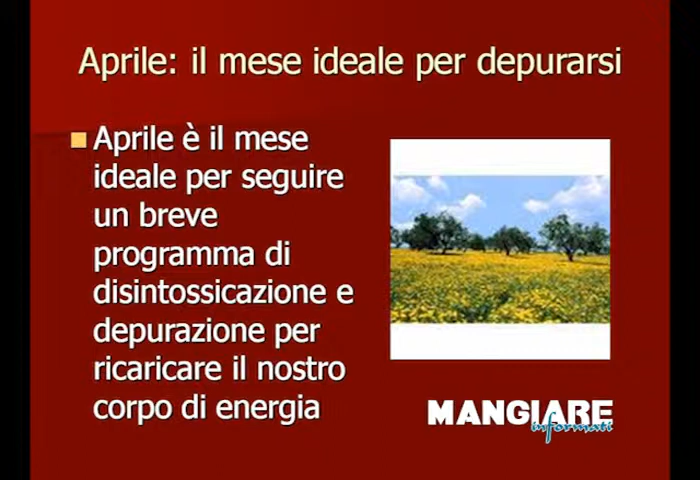 Aprile: il mese ideale per depurarsi
Aprile è il mese
ideale per seguire
un breve
programma di
disintossicazione e
depurazione per
ricaricare il nostro
corpo di energia
MANGIARE
informati